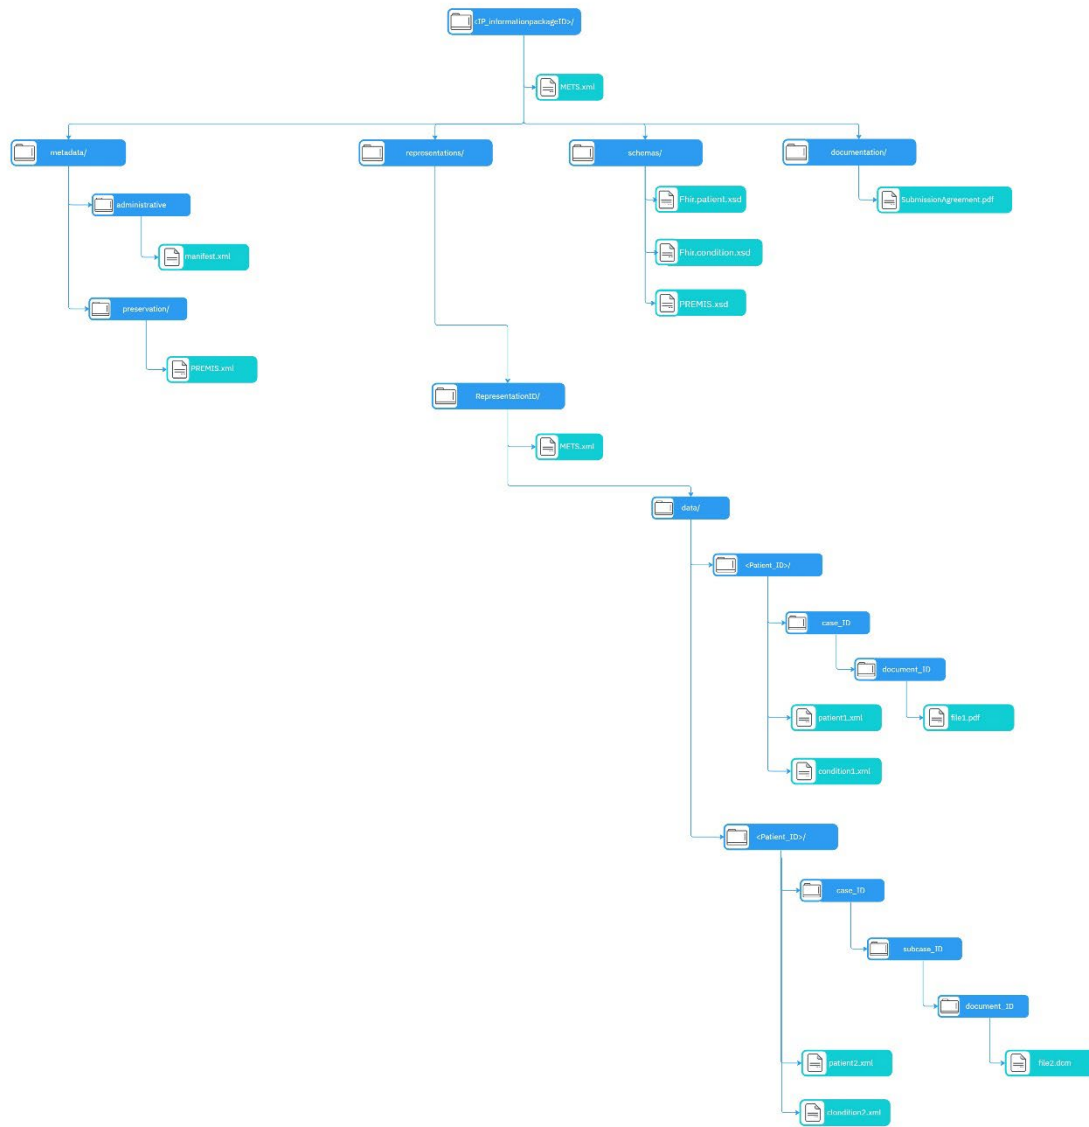 <IP_informationpackageID>/
METS.xml
metadata/
representations/
schemas/
documentation/
administrative
manifest.xml
preservation/
PREMIS.xml
Fhir.patient.xsd
Fhir.condition.xsd
PREMIS.xsd
SubmissionAgreement.pdf
RepresentationID/
METS.xml
data/
<Patient_ID>/
case_ID
document_ID
file1.pdf
patient1.xml
condition1.xml
<Patient_ID>/
case_ID
subcase_ID
document_ID
file2.dcm
patient2.xml
clondition2.xml